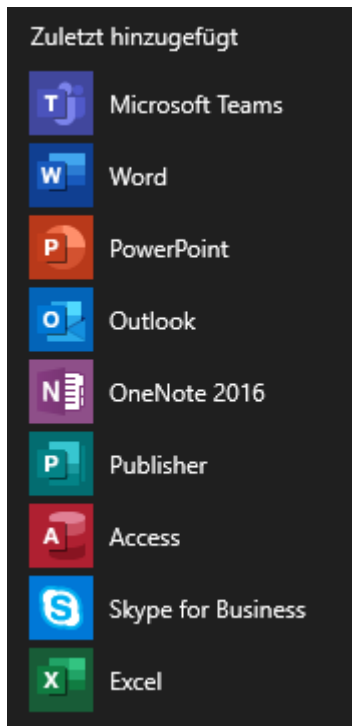 Zuletzt hinzugefügt
Microsoft Teams
Word
PowerPoint
Outlook
OneNote 2016
Publisher
Access
Skype for Business
Excel